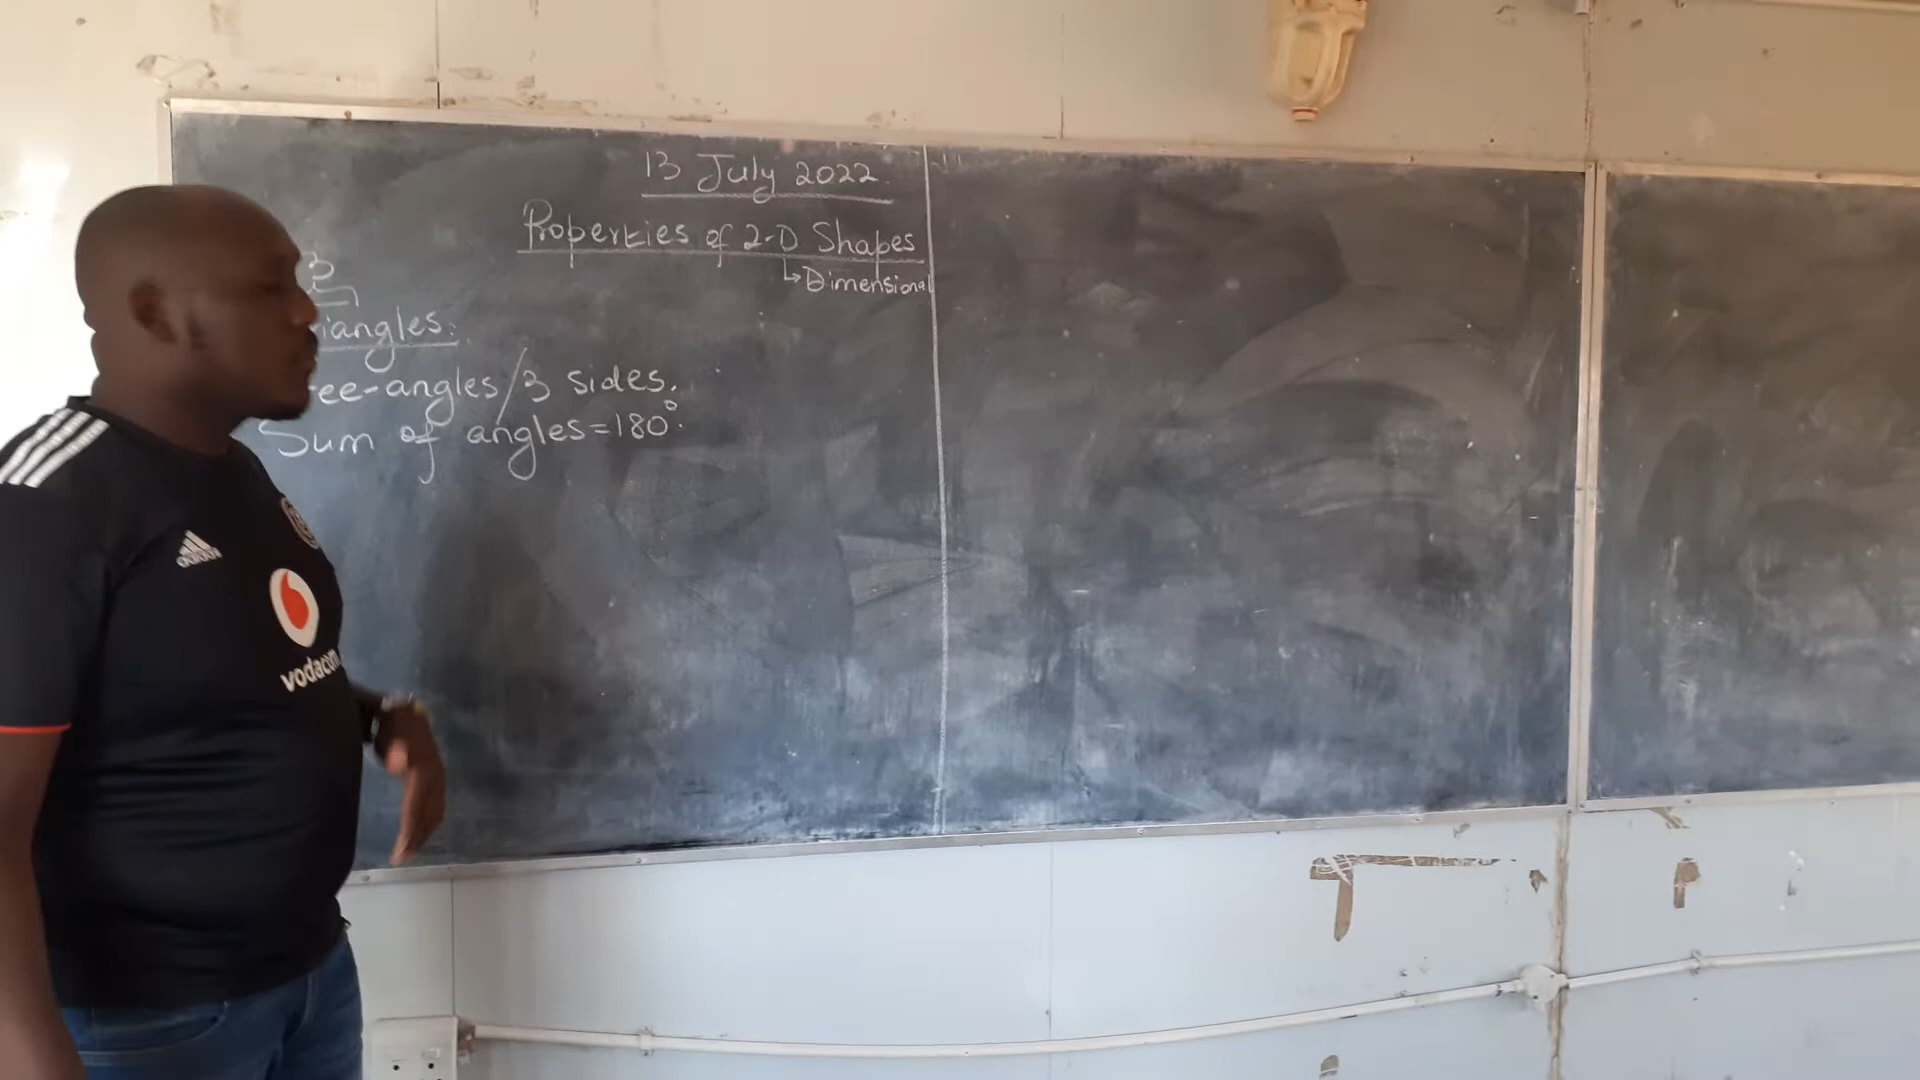 13 July 2022
Properties of 2-D Shapes
↳Dimensional
3
iangles:
ee-angles/3 sides.
Sum of angles=180°.
adidas
vodacom